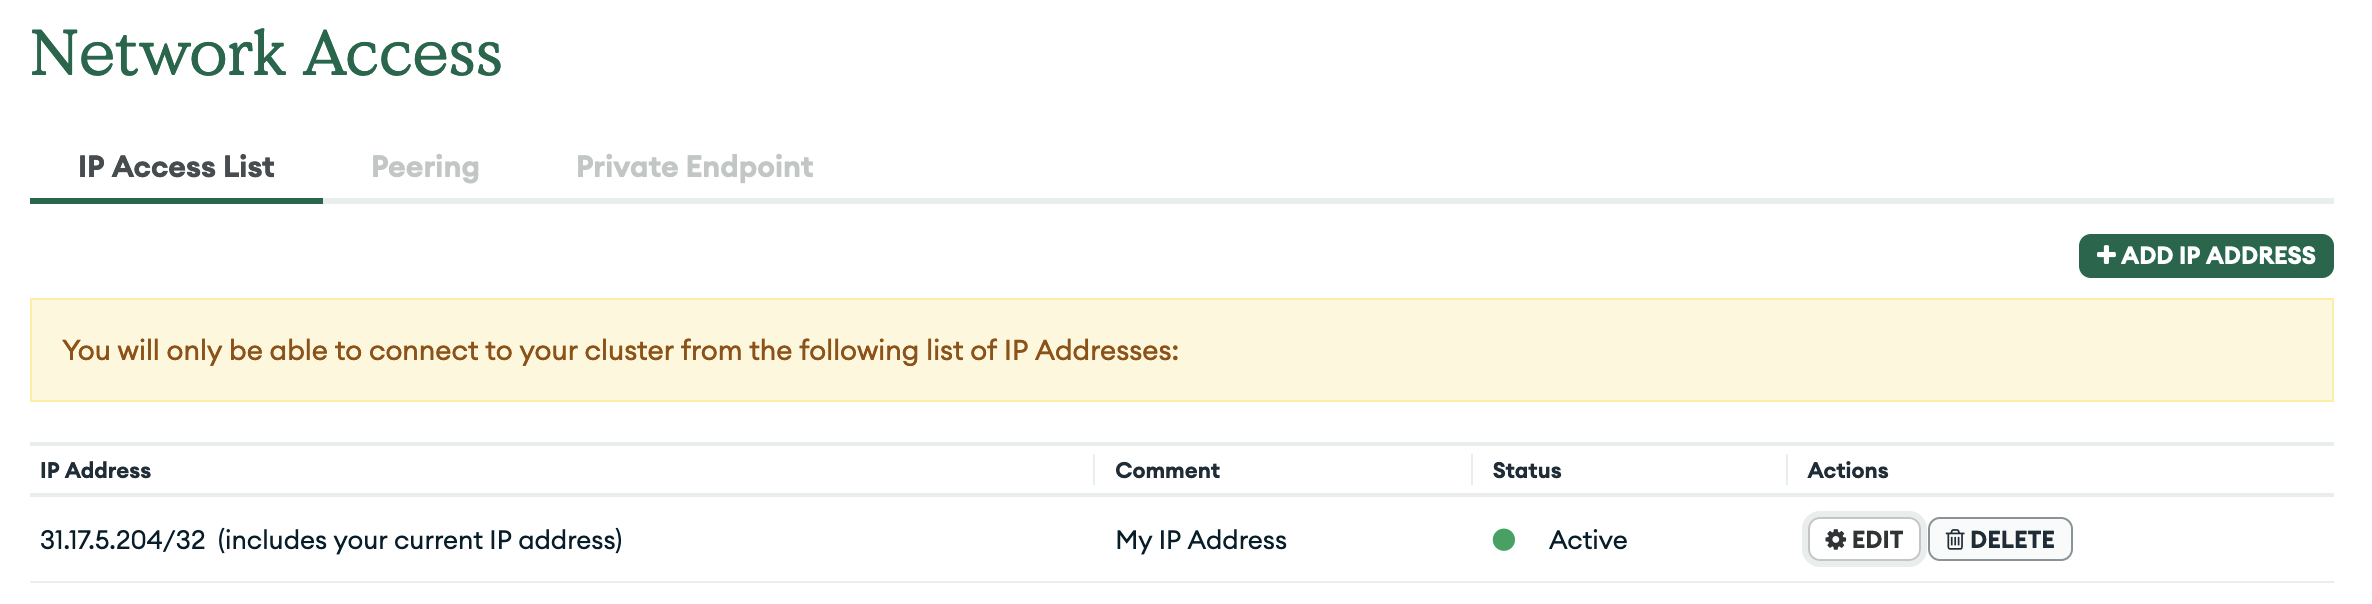 Network Access
IP Access List Peering Private Endpoint
+ ADD IP ADDRESS
You will only be able to connect to your cluster from the following list of IP Addresses:
IP Address Comment Status Actions
31.17.5.204/32 (includes your current IP address) My IP Address Active EDIT DELETE